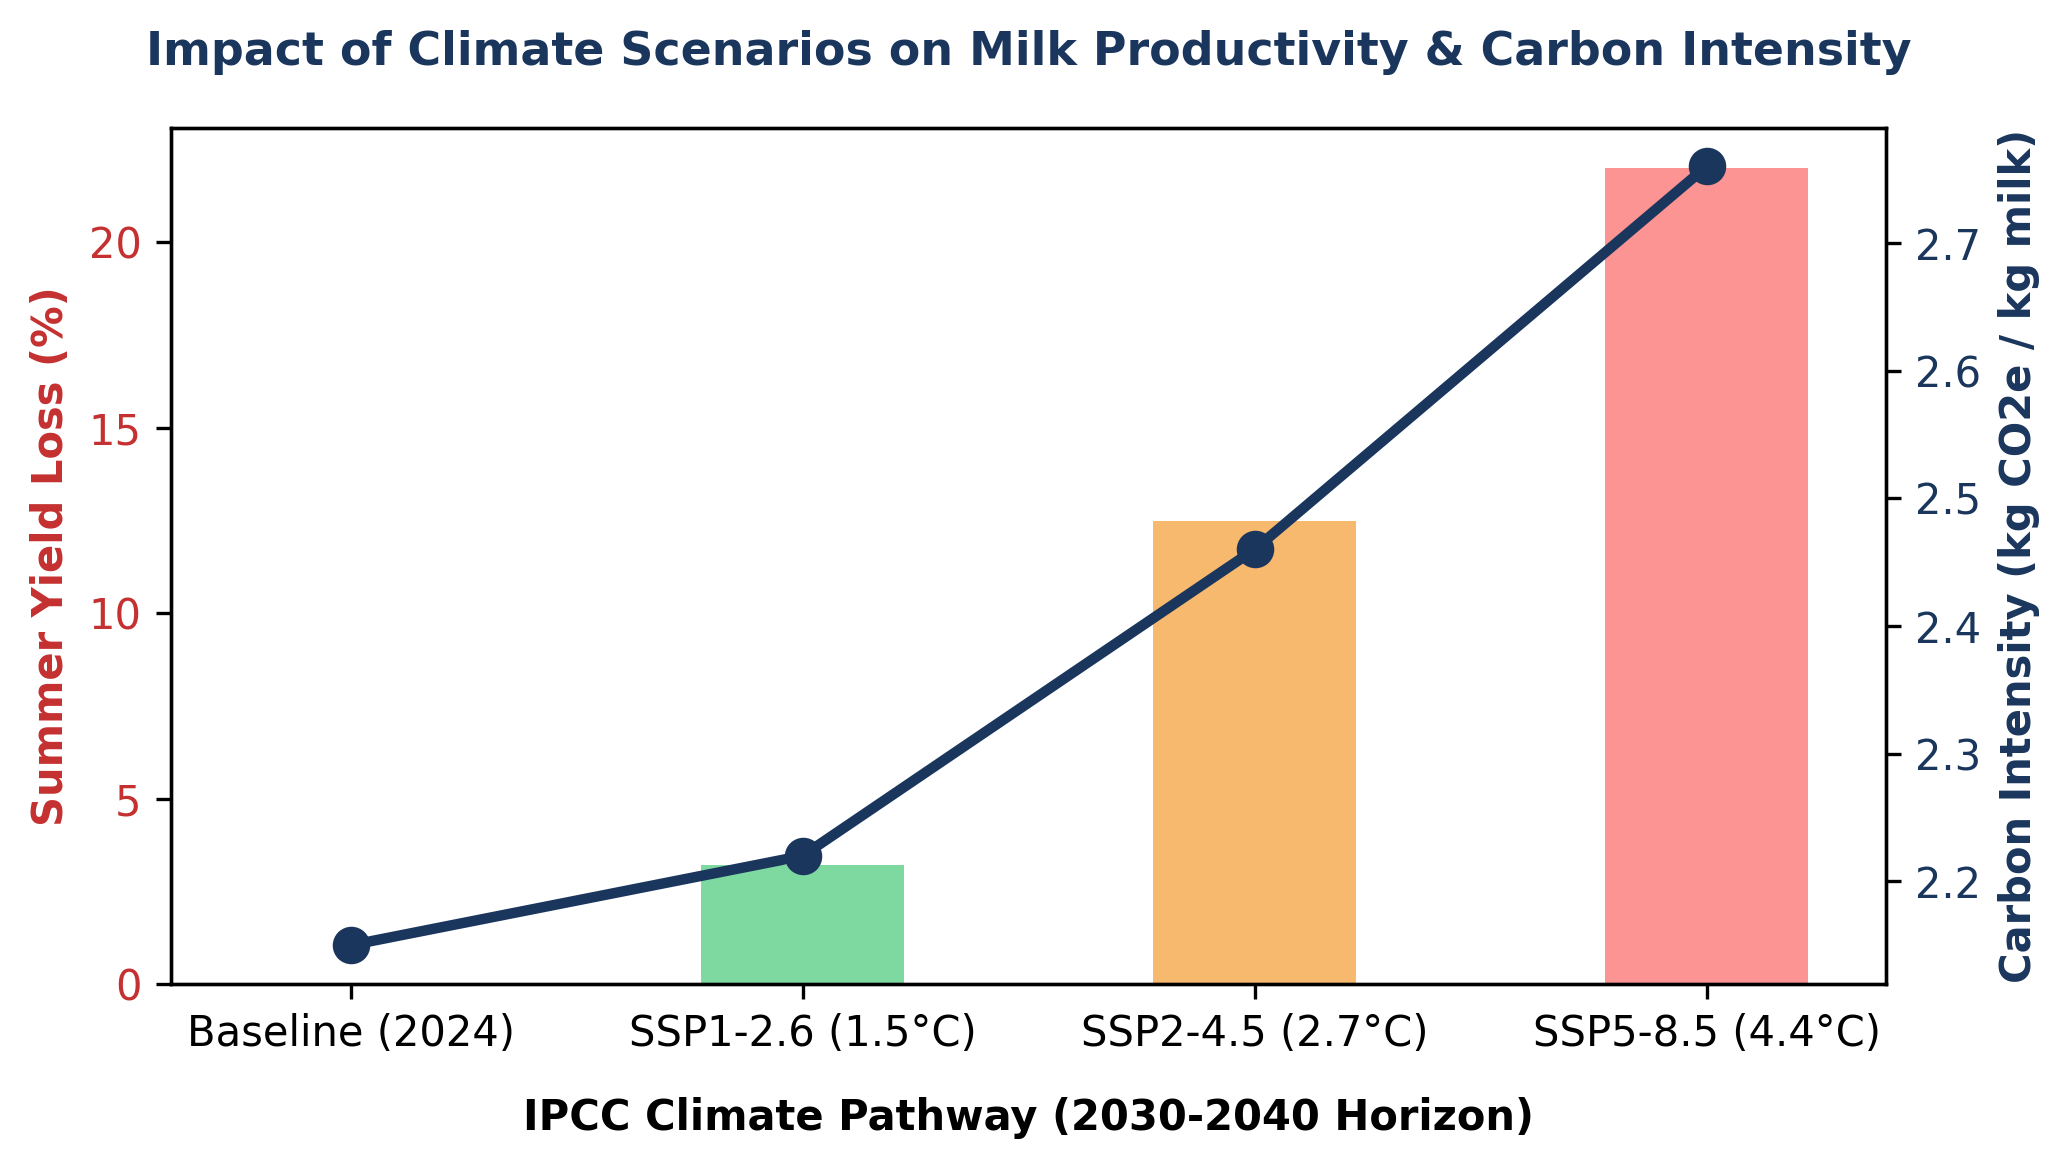 Impact of Climate Scenarios on Milk Productivity & Carbon Intensity
Summer Yield Loss (%)
20
15
10
5
0
2.7
2.6
2.5
2.4
2.3
2.2
Carbon Intensity (kg CO2e / kg milk)
Baseline (2024)
SSP1-2.6 (1.5°C)
SSP2-4.5 (2.7°C)
SSP5-8.5 (4.4°C)
IPCC Climate Pathway (2030-2040 Horizon)